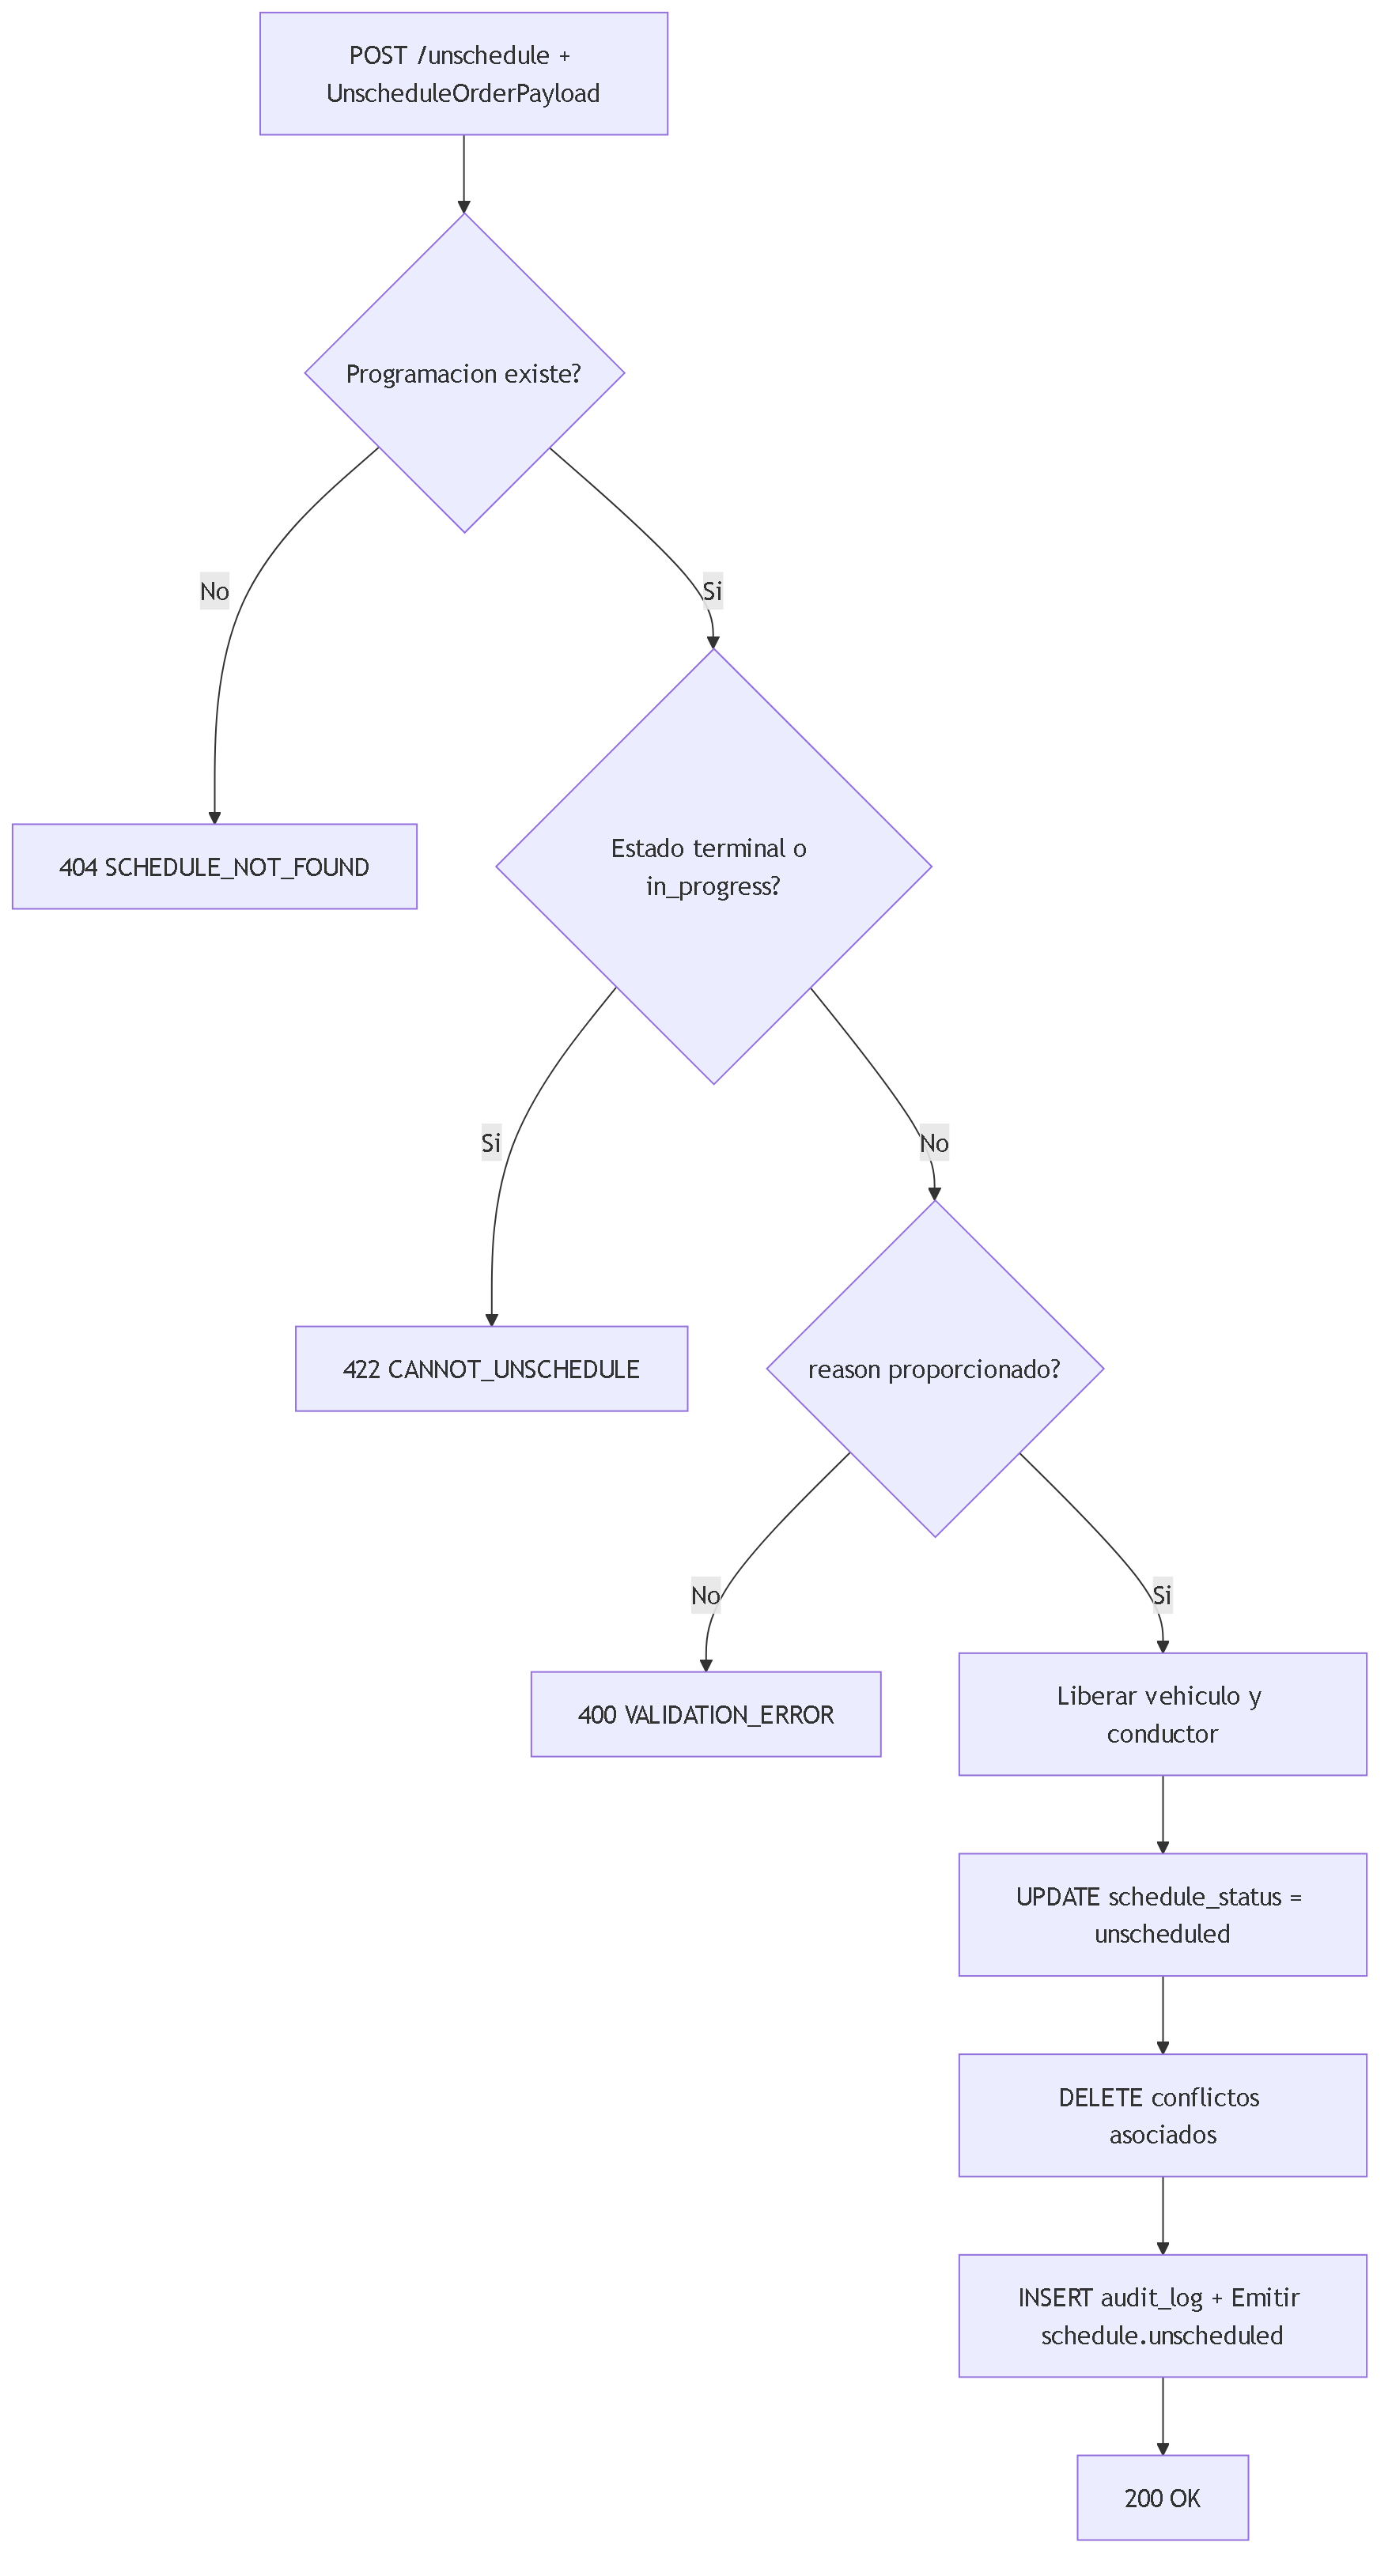 POST /unschedule +
UnscheduleOrderPayload
Programacion existe?
No
Si
404 SCHEDULE_NOT_FOUND
Estado terminal o
in_progress?
Si
No
422 CANNOT_UNSCHEDULE
reason proporcionado?
No
Si
400 VALIDATION_ERROR
Liberar vehiculo y
conductor
UPDATE schedule_status =
unscheduled
DELETE conflictos
asociados
INSERT audit_log + Emitir
schedule.unscheduled
200 OK